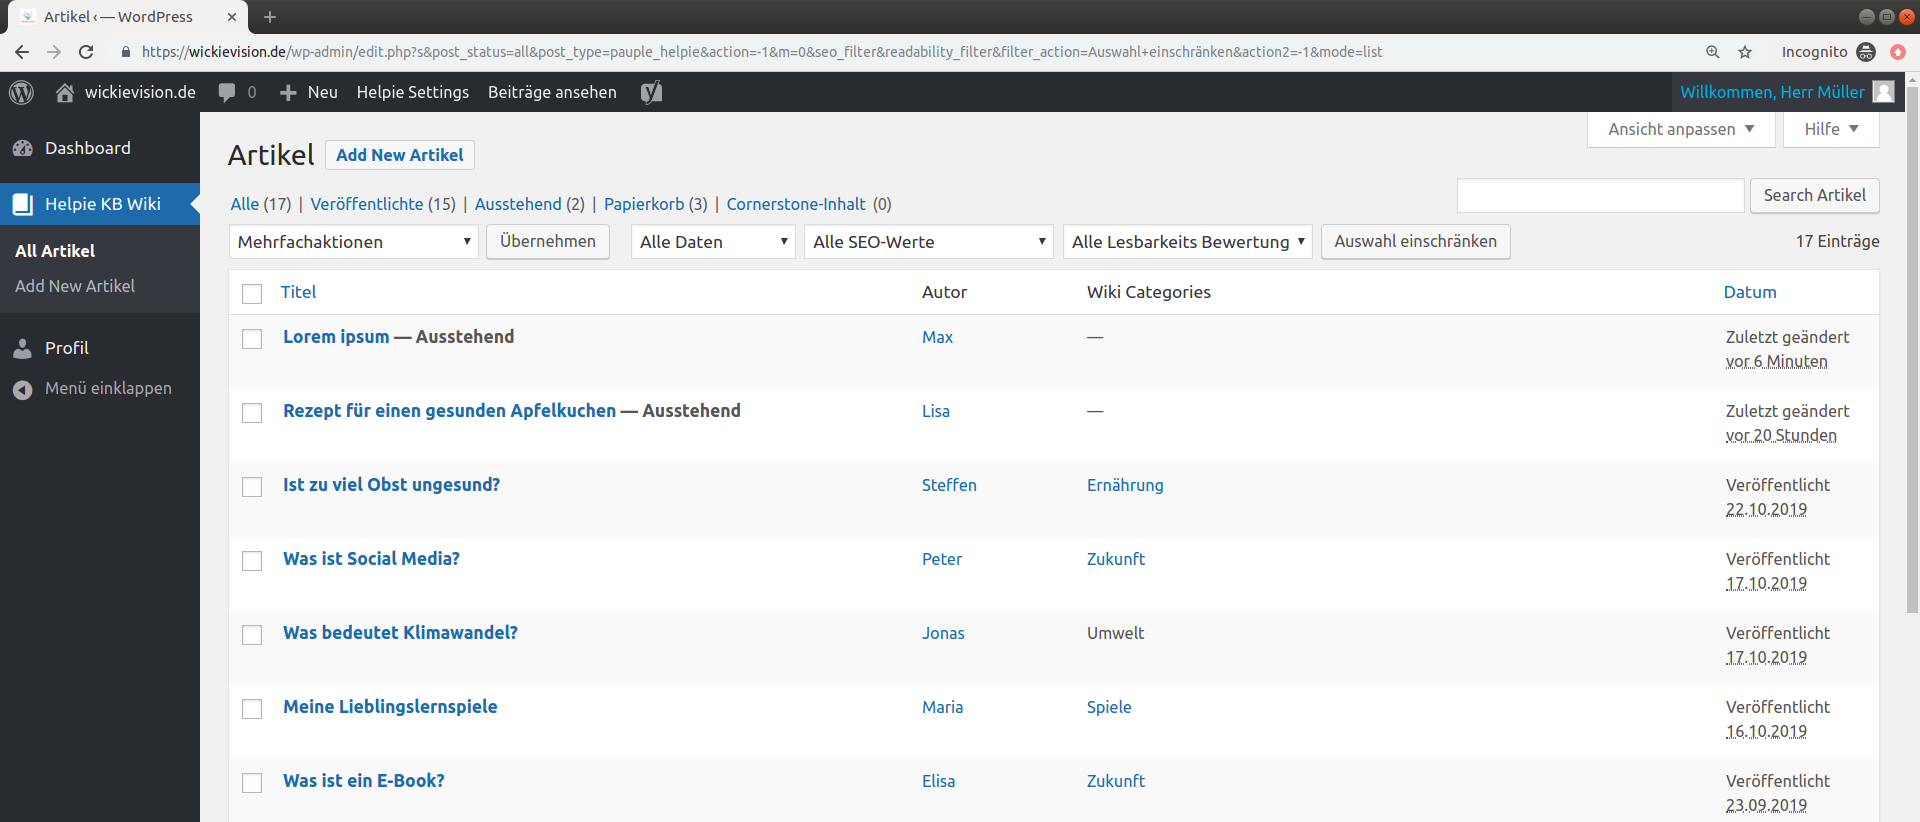 Artikel ‹ — WordPress
https://wickievision.de/wp-admin/edit.php?s&post_status=all&post_type=pauple_helpie&action=-1&m=0&seo_filter&readability_filter&filter_action=Auswahl+einschränken&action2=-1&mode=list
Incognito
wickievision.de 0 Neu Helpie Settings Beiträge ansehen Willkommen, Herr Müller
Ansicht anpassen Hilfe
Dashboard
Helpie KB Wiki
All Artikel
Add New Artikel
Profil
Menü einklappen
Artikel Add New Artikel
Alle (17) | Veröffentlichte (15) | Ausstehend (2) | Papierkorb (3) | Cornerstone-Inhalt (0)
Search Artikel
Mehrfachaktionen Übernehmen Alle Daten Alle SEO-Werte Alle Lesbarkeits Bewertung Auswahl einschränken 17 Einträge
Titel Autor Wiki Categories Datum
Lorem ipsum — Ausstehend Max — Zuletzt geändert
vor 6 Minuten
Rezept für einen gesunden Apfelkuchen — Ausstehend Lisa — Zuletzt geändert
vor 20 Stunden
Ist zu viel Obst ungesund? Steffen Ernährung Veröffentlicht
22.10.2019
Was ist Social Media? Peter Zukunft Veröffentlicht
17.10.2019
Was bedeutet Klimawandel? Jonas Umwelt Veröffentlicht
17.10.2019
Meine Lieblingslernspiele Maria Spiele Veröffentlicht
16.10.2019
Was ist ein E-Book? Elisa Zukunft Veröffentlicht
23.09.2019